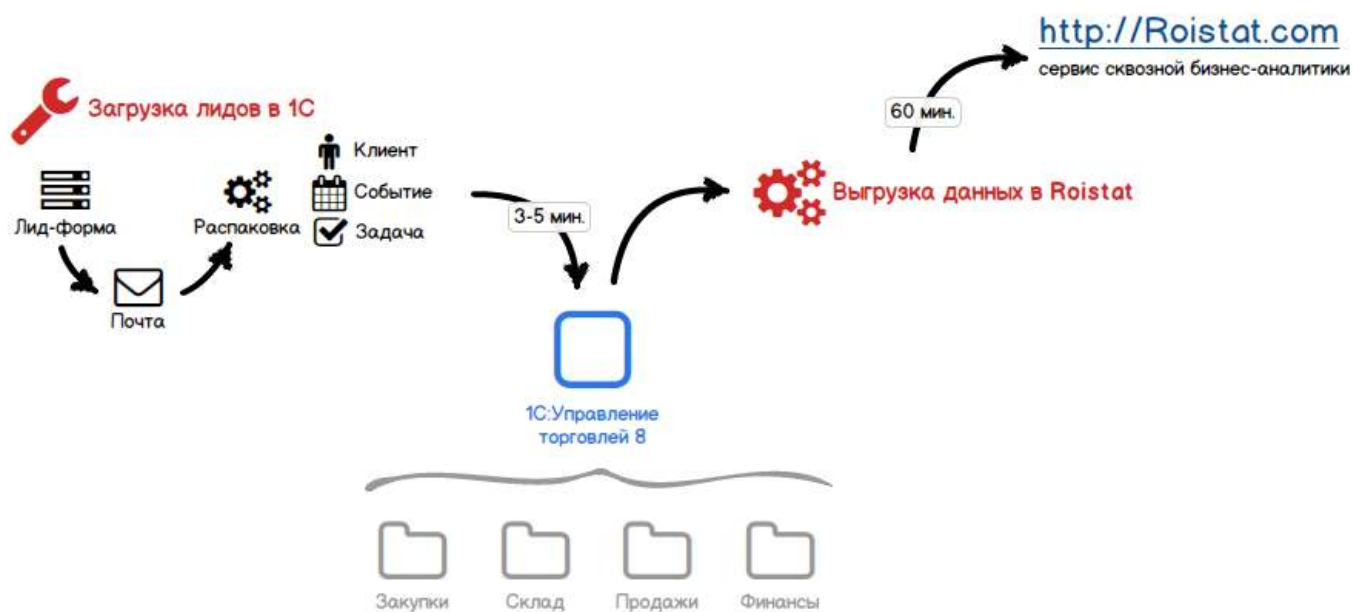 http://Roistat.com
сервис сквозной бизнес-аналитики
60 мин.
Загрузка лидов в 1С
Клиент
Событие
Задача
Лид-форма
Распаковка
Почта
3-5 мин.
Выгрузка данных в Roistat
1С:Управление
торговлей 8
Закупки
Склад
Продажи
Финансы